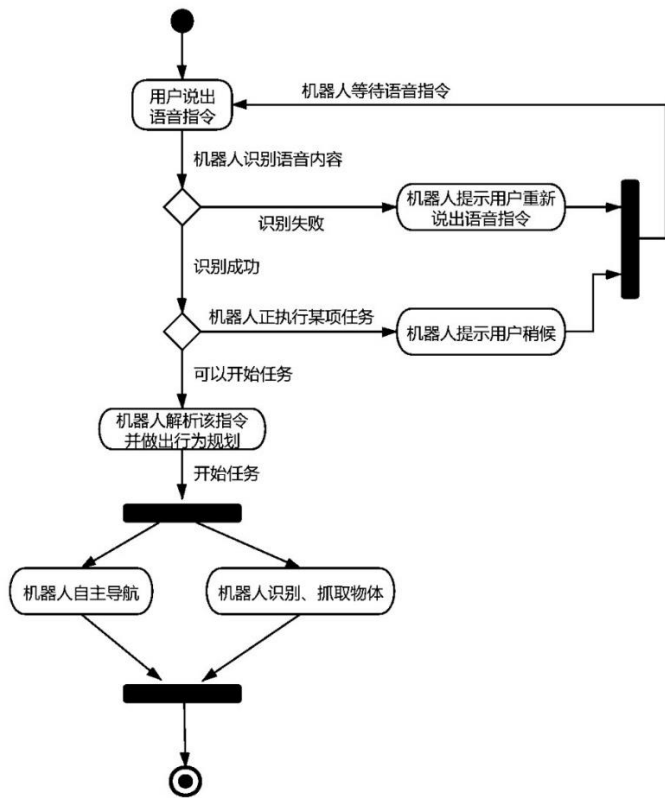 机器人等待语音指令
用户说出
语音指令
机器人识别语音内容
机器人提示用户重新
说出语音指令
识别失败
识别成功
机器人正执行某项任务
机器人提示用户稍候
可以开始任务
机器人解析该指令
并做出行为规划
开始任务
机器人自主导航
机器人识别、抓取物体